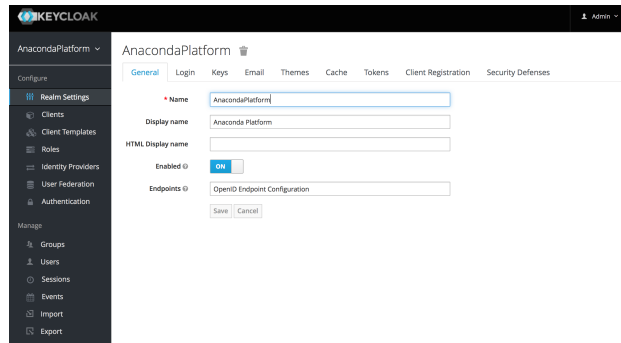 KEYCLOAK
Admin
AnacondaPlatform
AnacondaPlatform
General Login Keys Email Themes Cache Tokens Client Registration Security Defenses
Configure
Realm Settings
Clients
Client Templates
Roles
Identity Providers
User Federation
Authentication
Manage
Groups
Users
Sessions
Events
Import
Export
* Name AnacondaPlatform
Display name Anaconda Platform
HTML Display name
Enabled ON
Endpoints OpenID Endpoint Configuration
Save Cancel